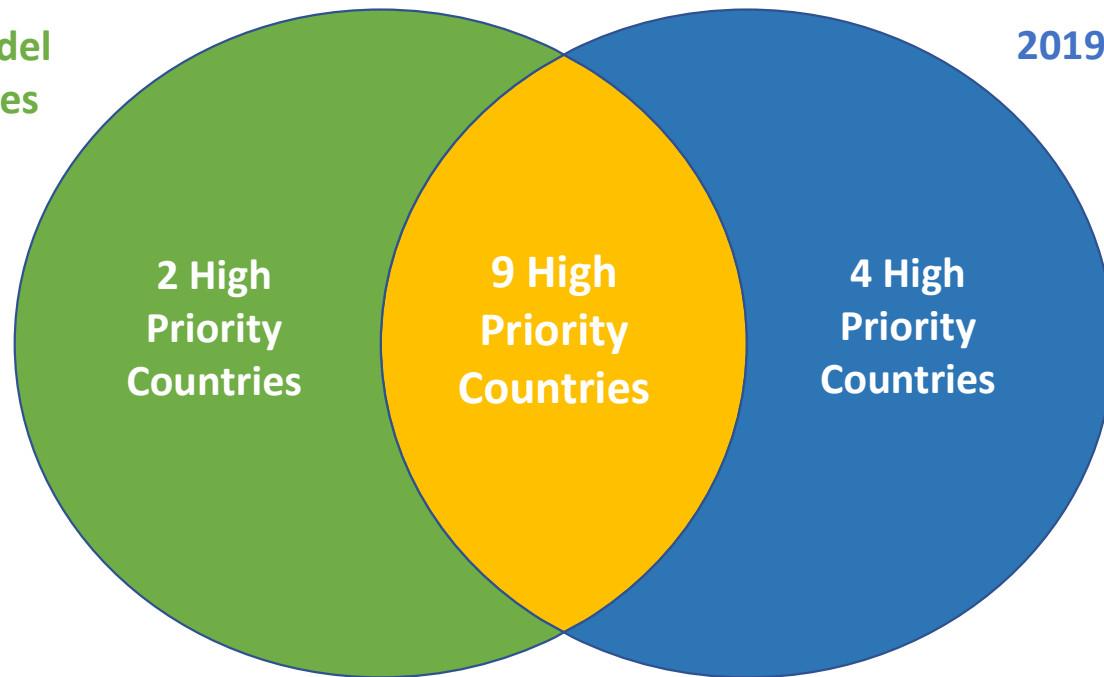 del
es
2019
2 High
Priority
Countries
9 High
Priority
Countries
4 High
Priority
Countries